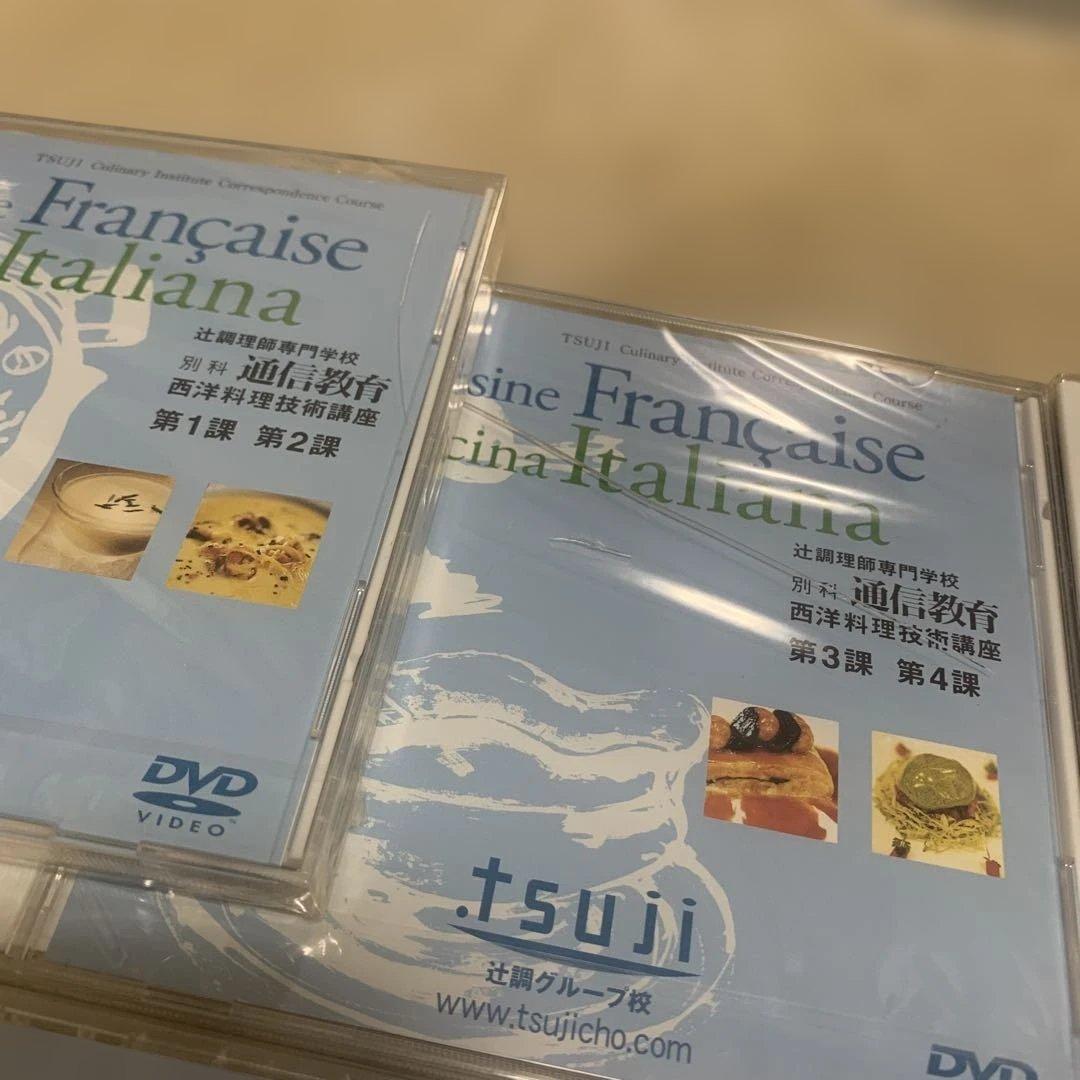 TSUJI Culinary Institute Correspondence Course
e Française
Italiana
辻調理師専門学校
別科 通信教育
西洋料理技術講座
第1課 第2課
DVD
VIDEO™
TSUJI Culinary Institute Correspondence Course
sine Française
cina Italiana
辻調理師専門学校
別科 通信教育
西洋料理技術講座
第3課 第4課
.tsuji
辻調グループ校
www.tsujicho.com
DVD